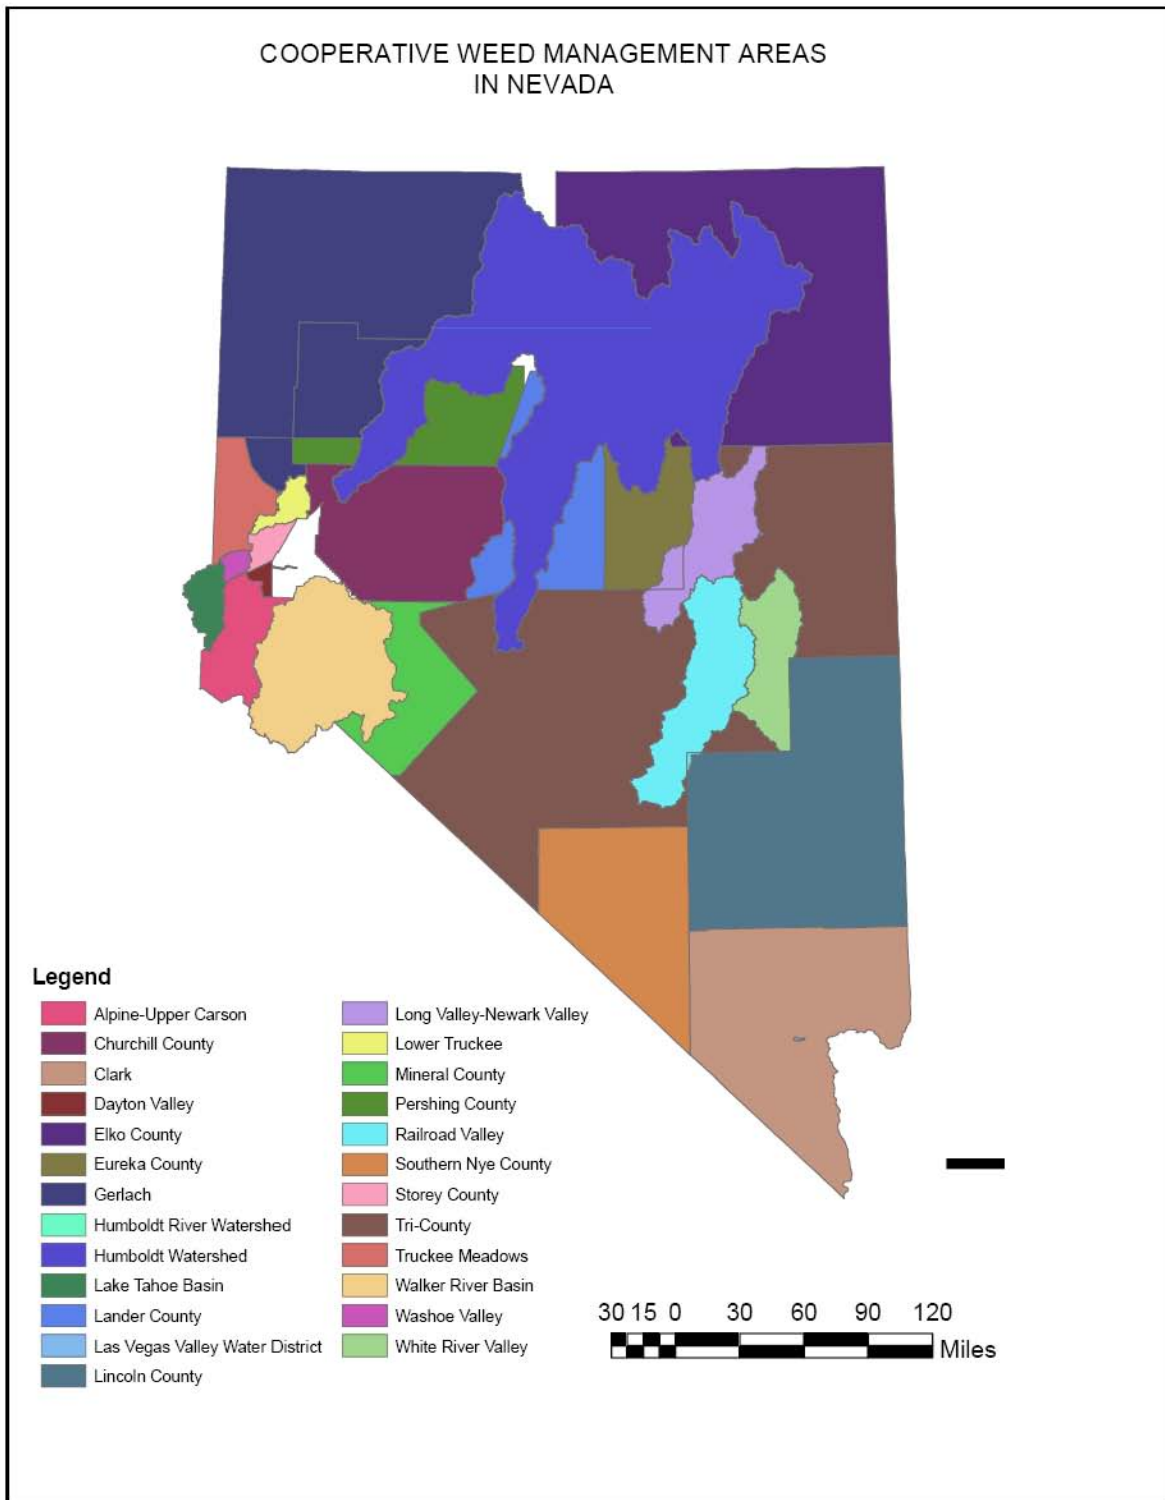 COOPERATIVE WEED MANAGEMENT AREAS
IN NEVADA
Legend
Alpine-Upper Carson
Churchill County
Clark
Dayton Valley
Elko County
Eureka County
Gerlach
Humboldt River Watershed
Humboldt Watershed
Lake Tahoe Basin
Lander County
Las Vegas Valley Water District
Lincoln County
Long Valley-Newark Valley
Lower Truckee
Mineral County
Pershing County
Railroad Valley
Southern Nye County
Storey County
Tri-County
Truckee Meadows
Walker River Basin
Washoe Valley
White River Valley
30 15 0 30 60 90 120
Miles